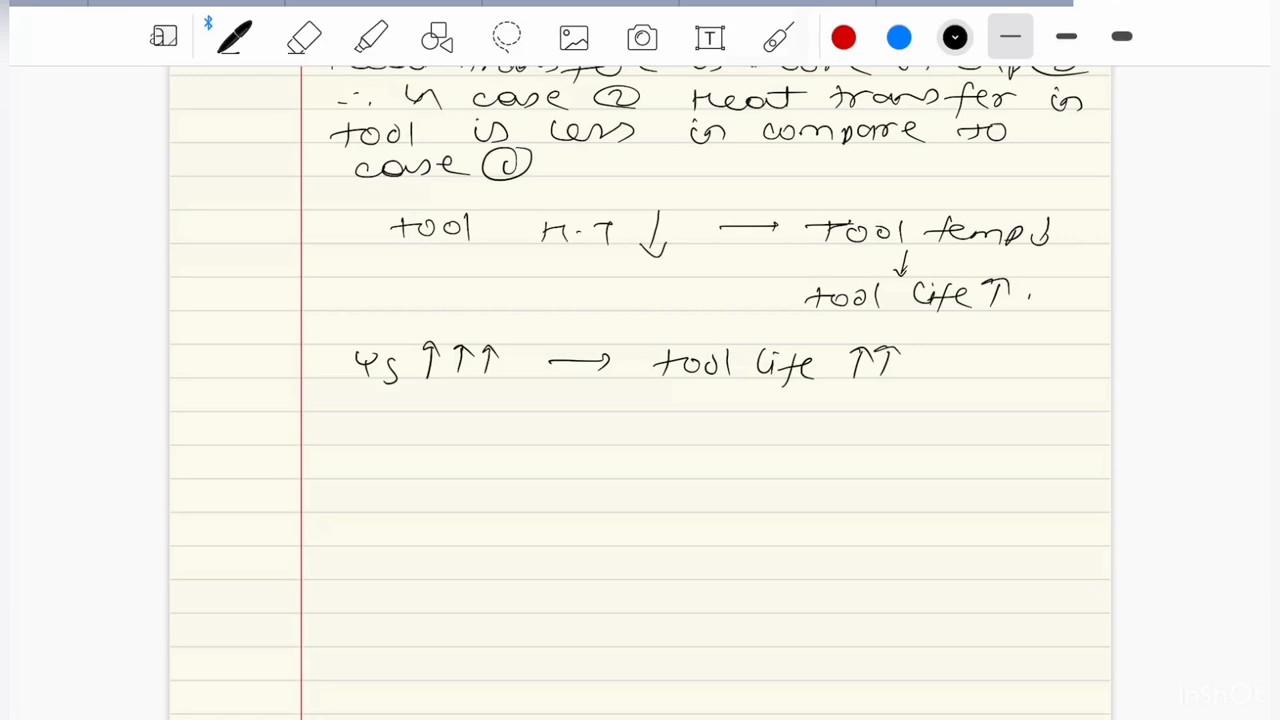 ∴ in case ② Heat transfer in
tool is less in compare to
case ①
tool H.T ↓ → Tool temp ↓
↓
tool life ↑.
ψs ↑↑↑ → tool life ↑↑
InShOt